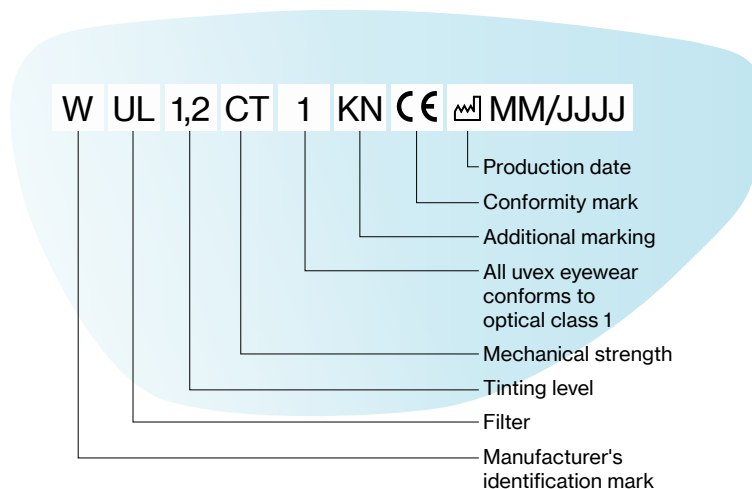 W UL 1,2 CT 1 KN CE MM/JJJJ
Production date
Conformity mark
Additional marking
All uvex eyewear
conforms to
optical class 1
Mechanical strength
Tinting level
Filter
Manufacturer's
identification mark